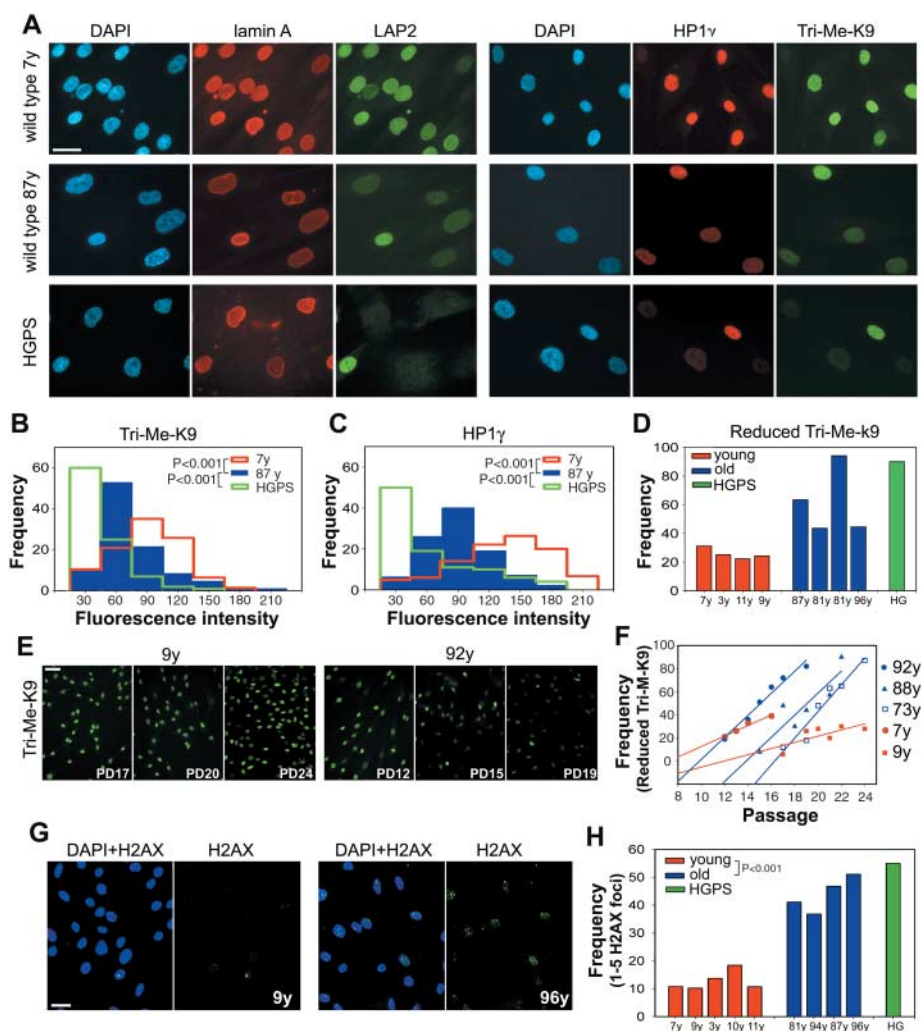 A
DAPI lamin A LAP2 DAPI HP1γ Tri-Me-K9
wild type 7y
wild type 87y
HGPS
B
Tri-Me-K9
Frequency
60
40
20
0
P<0.001
P<0.001
7y
87 y
HGPS
30 60 90 120 150 180 210
Fluorescence intensity
C
HP1γ
Frequency
60
40
20
0
P<0.001
P<0.001
7y
87 y
HGPS
30 60 90 120 150 180 210
Fluorescence intensity
D
Reduced Tri-Me-k9
young
old
HGPS
Frequency
100
80
60
40
20
0
7y 3y 11y 9y 87y 81y 81y 96y HG
E
9y 92y
Tri-Me-K9
PD17 PD20 PD24 PD12 PD15 PD19
F
Frequency
(Reduced Tri-M-K9)
100
80
60
40
20
0
8 10 12 14 16 18 20 22 24
Passage
92y
88y
73y
7y
9y
G
DAPI+H2AX H2AX DAPI+H2AX H2AX
9y 96y
H
Frequency
(1-5 H2AX foci)
60
50
40
30
20
10
0
young
old
HGPS
P<0.001
7y 9y 3y 10y 11y 81y 94y 87y 96y HG